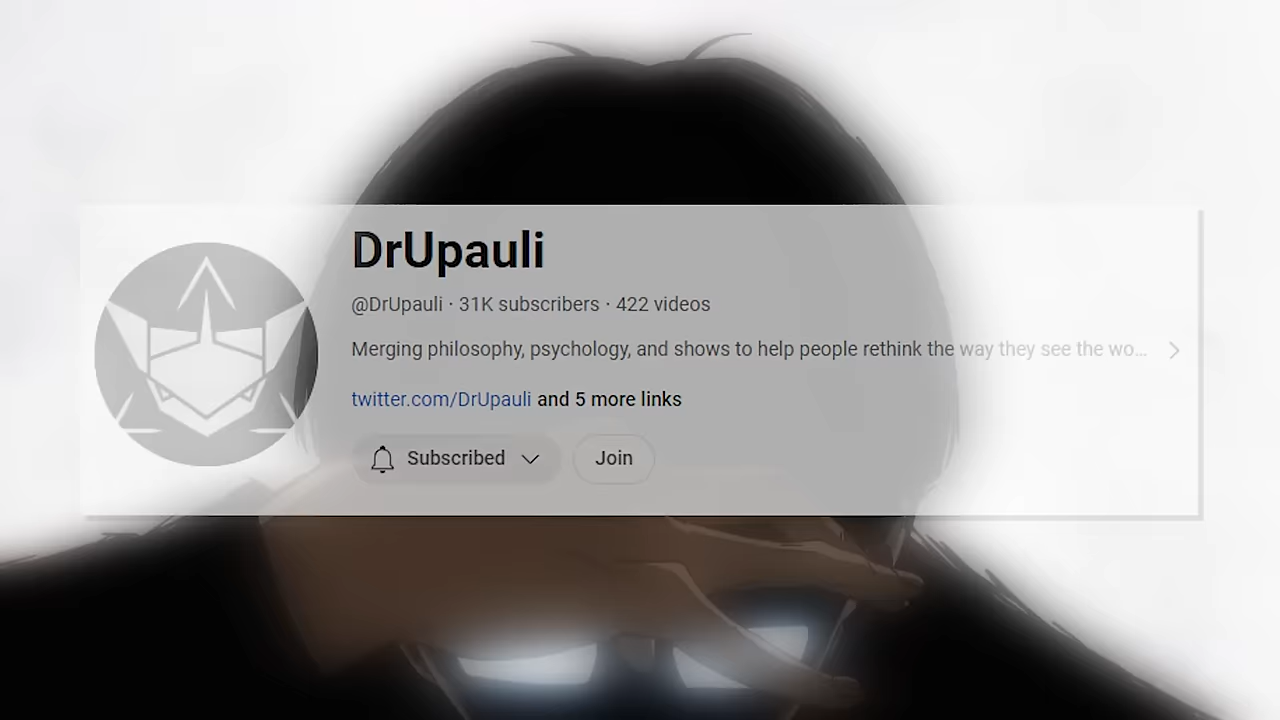 DrUpauli
@DrUpauli · 31K subscribers · 422 videos
Merging philosophy, psychology, and shows to help people rethink the way they see the wo...
twitter.com/DrUpauli and 5 more links
Subscribed Join